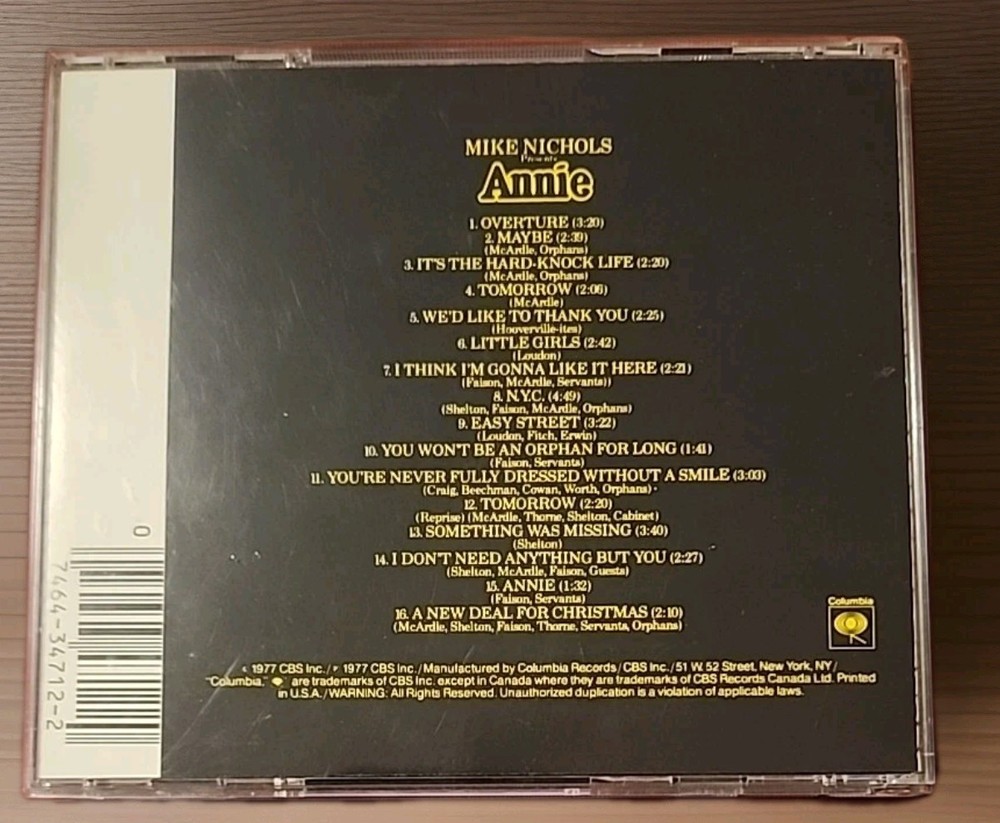 MIKE NICHOLS
Presents
Annie
1. OVERTURE (3:20)
2. MAYBE (2:39)
(McArdle, Orphans)
3. IT'S THE HARD-KNOCK LIFE (2:20)
(McArdle, Orphans)
4. TOMORROW (2:06)
(McArdle)
5. WE'D LIKE TO THANK YOU (2:25)
(Hooverville-ites)
6. LITTLE GIRLS (2:42)
(Loudon)
7. I THINK I'M GONNA LIKE IT HERE (2:21)
(Faison, McArdle, Servants))
8. N.Y.C. (4:49)
(Shelton, Faison, McArdle, Orphans)
9. EASY STREET (3:22)
(Loudon, Fitch, Erwin)
10. YOU WON'T BE AN ORPHAN FOR LONG (1:41)
(Faison, Servants)
11. YOU'RE NEVER FULLY DRESSED WITHOUT A SMILE (3:03)
(Craig, Beechman, Cowan, Worth, Orphans)
12. TOMORROW (2:20)
(Reprise) (McArdle, Thorne, Shelton, Cabinet)
13. SOMETHING WAS MISSING (3:40)
(Shelton)
14. I DON'T NEED ANYTHING BUT YOU (2:27)
(Shelton, McArdle, Faison, Guests)
15. ANNIE (1:32)
(Faison, Servants)
16. A NEW DEAL FOR CHRISTMAS (2:10)
(McArdle, Shelton, Faison, Thorne, Servants, Orphans)
Columbia
1977 CBS Inc./ 1977 CBS Inc./Manufactured by Columbia Records/CBS Inc./51 W. 52 Street, New York, NY/
"Columbia," are trademarks of CBS Inc. except in Canada where they are trademarks of CBS Records Canada Ltd. Printed
in U.S.A./WARNING: All Rights Reserved. Unauthorized duplication is a violation of applicable laws.
0
7464-34712-2